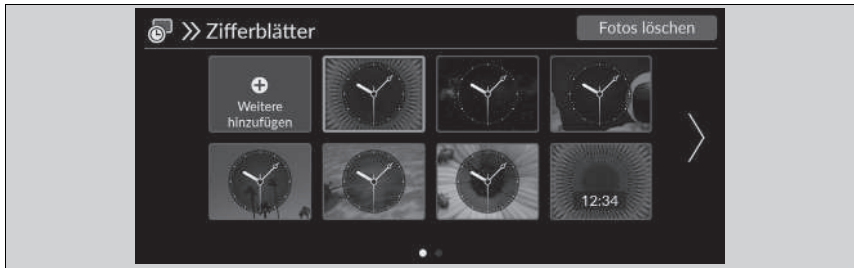 Zifferblätter
Fotos löschen
Weitere
hinzufügen
12:34